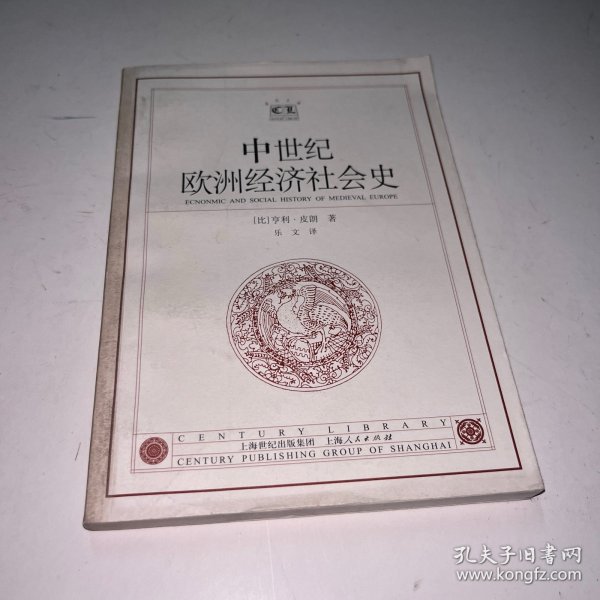 CL
中世纪
欧洲经济社会史
ECNONMIC AND SOCIAL HISTORY OF MEDIEVAL EUROPE
[比]亨利·皮朗 著
乐文 译
CENTURY LIBRARY
上海世纪出版集团 上海人民出版社
CENTURY PUBLISHING GROUP OF SHANGHAI
孔夫子旧书网
www.kongfz.com